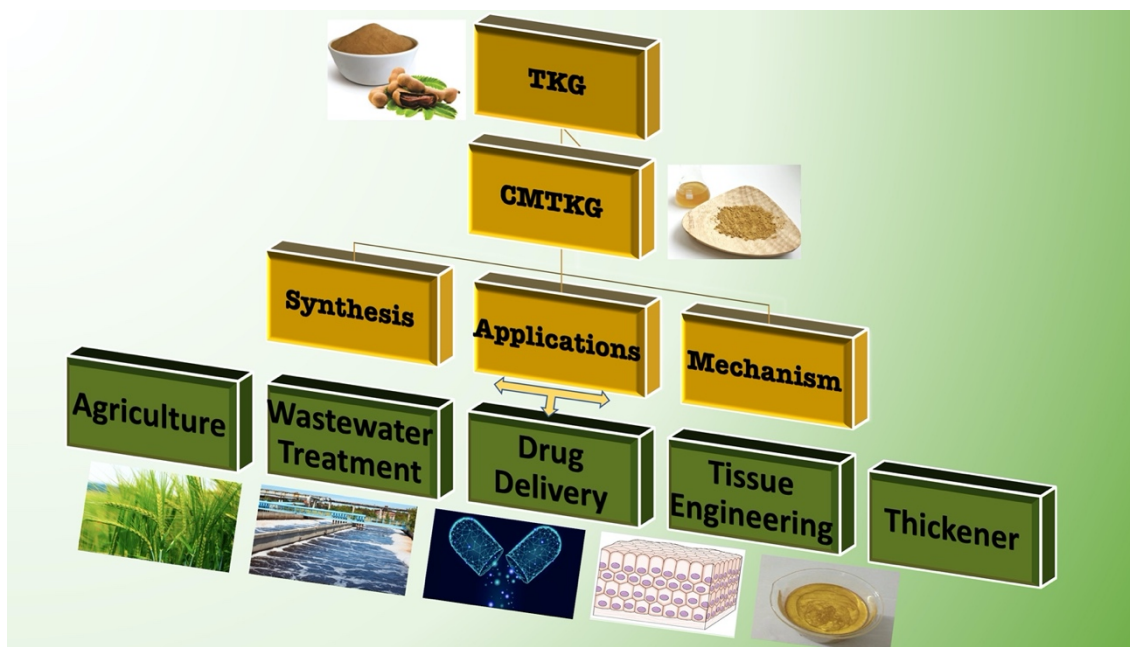 TKG
CMTKG
Synthesis
Applications
Mechanism
Agriculture
Wastewater
Treatment
Drug
Delivery
Tissue
Engineering
Thickener